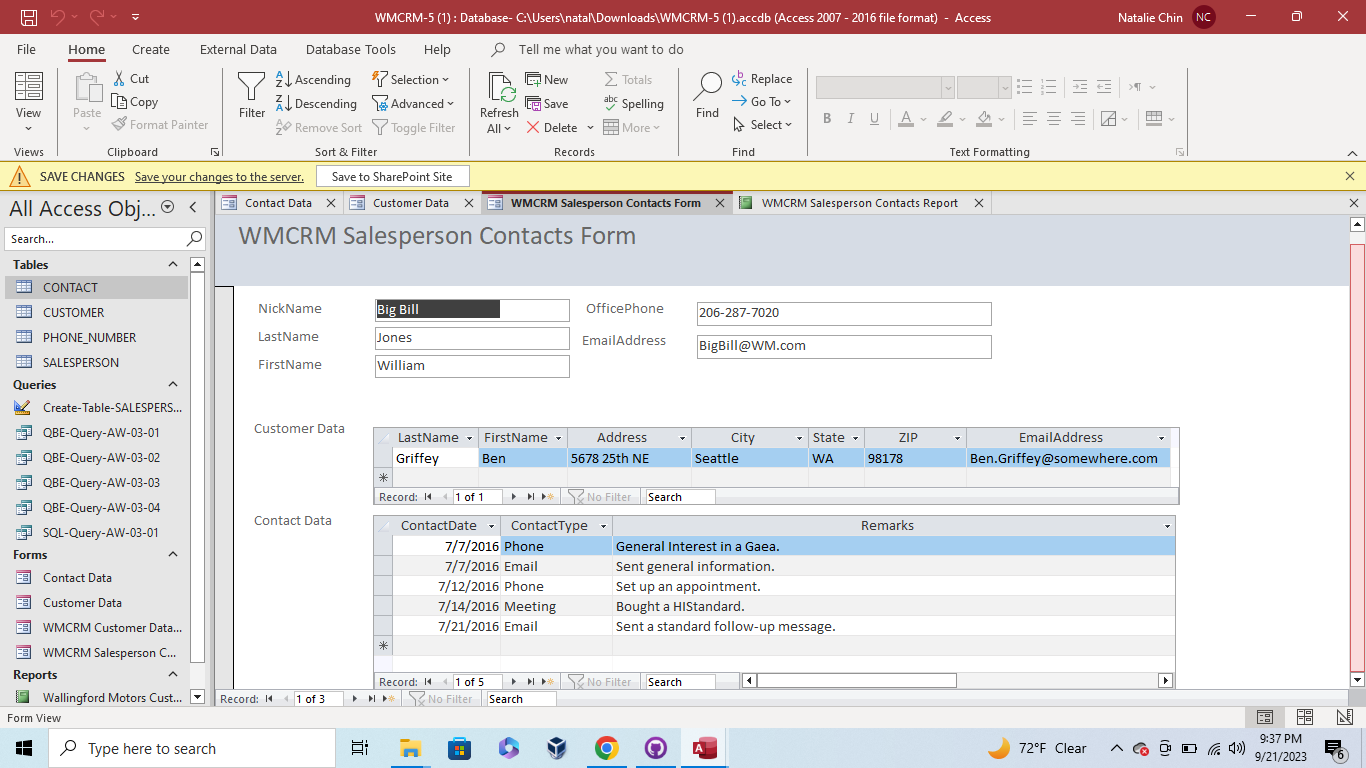 WMCRM-5 (1) : Database- C:\Users\natal\Downloads\WMCRM-5 (1).accdb (Access 2007 - 2016 file format) - Access
Natalie Chin NC
File Home Create External Data Database Tools Help Tell me what you want to do
View
Views
Paste
Cut
Copy
Format Painter
Clipboard
Filter
Ascending
Descending
Remove Sort
Selection
Advanced
Toggle Filter
Sort & Filter
Refresh All
New
Save
Delete
Totals
Spelling
More
Records
Find
Replace
Go To
Select
Find
B I U A
Text Formatting
SAVE CHANGES Save your changes to the server. Save to SharePoint Site
All Access Obj...
Search...
Tables
CONTACT
CUSTOMER
PHONE_NUMBER
SALESPERSON
Queries
Create-Table-SALESPERS...
QBE-Query-AW-03-01
QBE-Query-AW-03-02
QBE-Query-AW-03-03
QBE-Query-AW-03-04
SQL-Query-AW-03-01
Forms
Contact Data
Customer Data
WMCRM Customer Data...
WMCRM Salesperson C...
Reports
Wallingford Motors Cust...
Contact Data Customer Data WMCRM Salesperson Contacts Form WMCRM Salesperson Contacts Report
WMCRM Salesperson Contacts Form
NickName Big Bill OfficePhone 206-287-7020
LastName Jones EmailAddress BigBill@WM.com
FirstName William
Customer Data
LastName FirstName Address City State ZIP EmailAddress
Griffey Ben 5678 25th NE Seattle WA 98178 Ben.Griffey@somewhere.com
Record: 1 of 1 No Filter Search
Contact Data
ContactDate ContactType Remarks
7/7/2016 Phone General Interest in a Gaea.
7/7/2016 Email Sent general information.
7/12/2016 Phone Set up an appointment.
7/14/2016 Meeting Bought a HIStandard.
7/21/2016 Email Sent a standard follow-up message.
Record: 1 of 5 No Filter Search
Record: 1 of 3 No Filter Search
Form View
Type here to search
72°F Clear
9:37 PM
9/21/2023
6